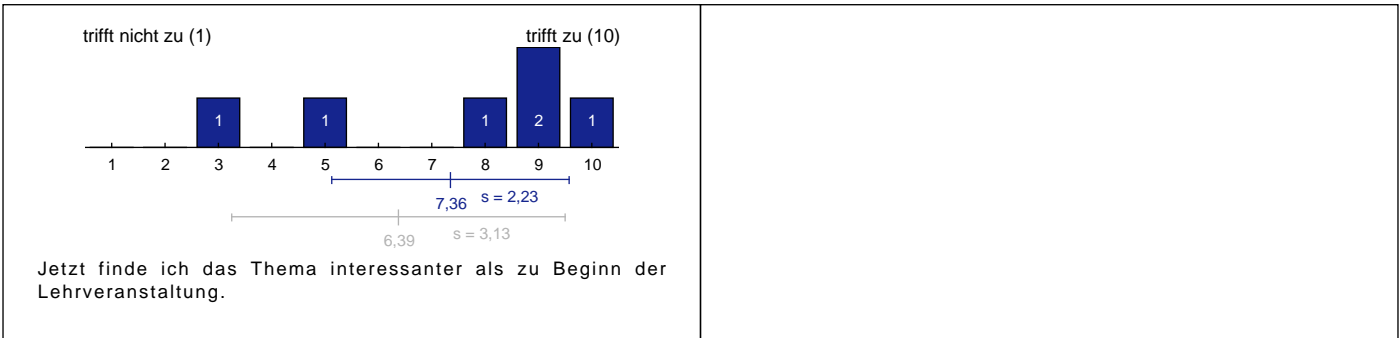 trifft nicht zu (1) trifft zu (10)
1 1 1 2 1
1 2 3 4 5 6 7 8 9 10
7,36 s = 2,23
6,39 s = 3,13
Jetzt finde ich das Thema interessanter als zu Beginn der
Lehrveranstaltung.